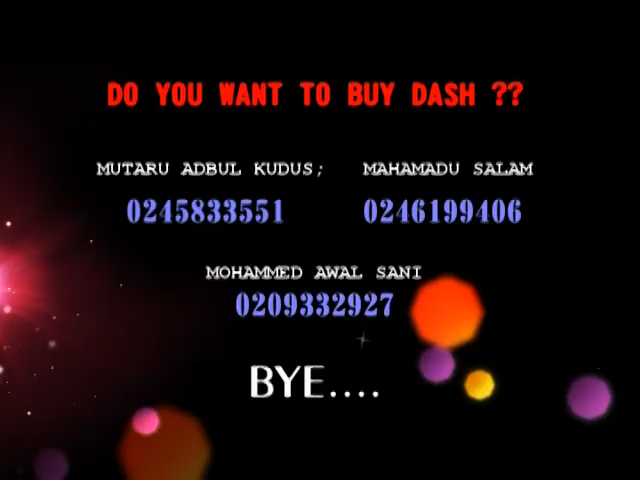 DO YOU WANT TO BUY DASH ??
MUTARU ADBUL KUDUS; MAHAMADU SALAM
0245833551 0246199406
MOHAMMED AWAL SANI
0209332927
BYE....